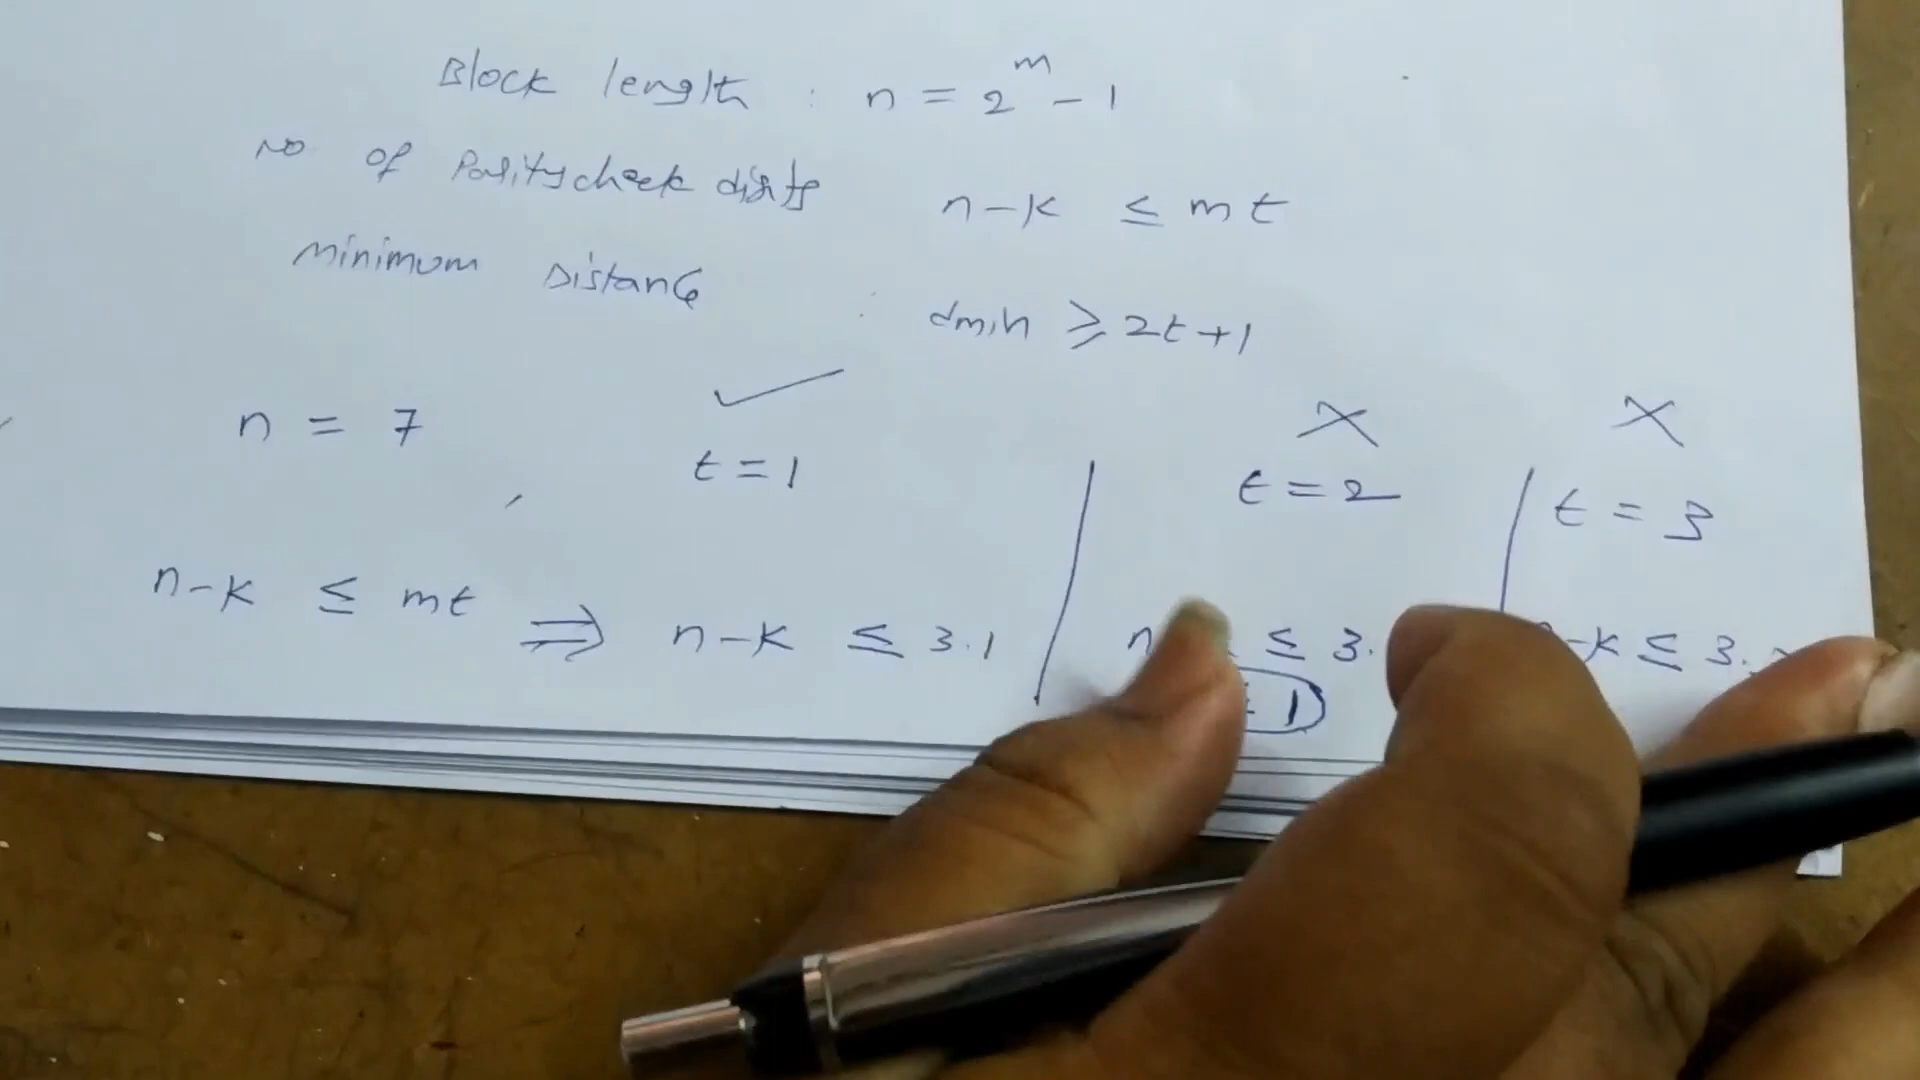 Block length : n = 2^m - 1
No of Paritycheck digits n-k ≤ mt
Minimum Distance : dmin ≥ 2t+1
n = 7 , t = 1 t = 2 t = 3
n-k ≤ mt ⇒ n-k ≤ 3.1 n ≤ 3. -k ≤ 3.
1